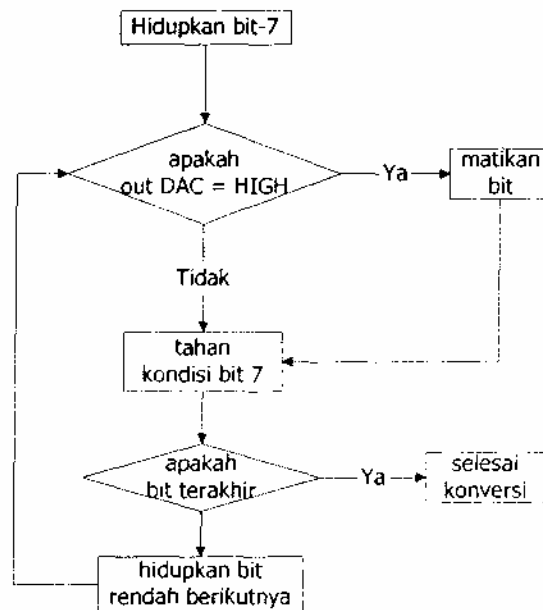 Hidupkan bit-7
apakah
out DAC = HIGH
Ya
matikan
bit
Tidak
tahan
kondisi bit 7
apakah
bit terakhir
Ya
selesai
konversi
hidupkan bit
rendah berikutnya